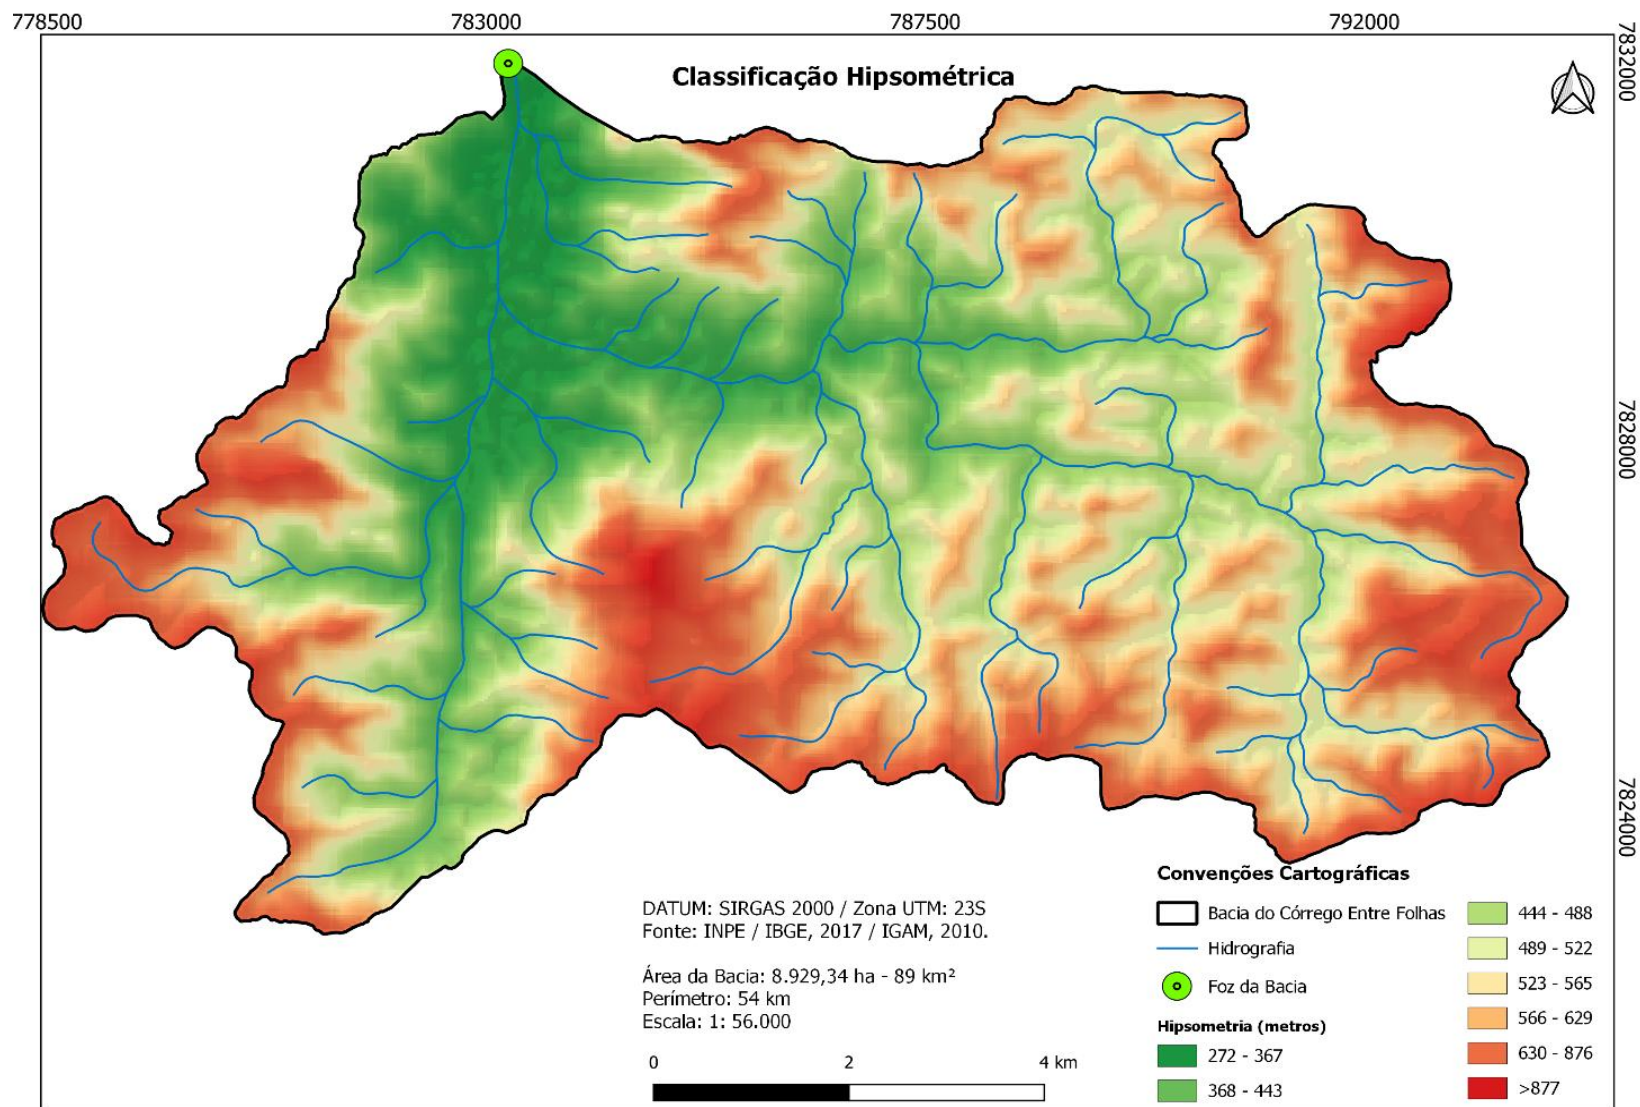 778500 783000 787500 792000
7832000
Classificação Hipsométrica
7828000
7824000
DATUM: SIRGAS 2000 / Zona UTM: 23S
Fonte: INPE / IBGE, 2017 / IGAM, 2010.
Área da Bacia: 8.929,34 ha - 89 km²
Perímetro: 54 km
Escala: 1: 56.000
0 2 4 km
Convenções Cartográficas
Bacia do Córrego Entre Folhas
Hidrografia
Foz da Bacia
Hipsometria (metros)
272 - 367
368 - 443
444 - 488
489 - 522
523 - 565
566 - 629
630 - 876
>877